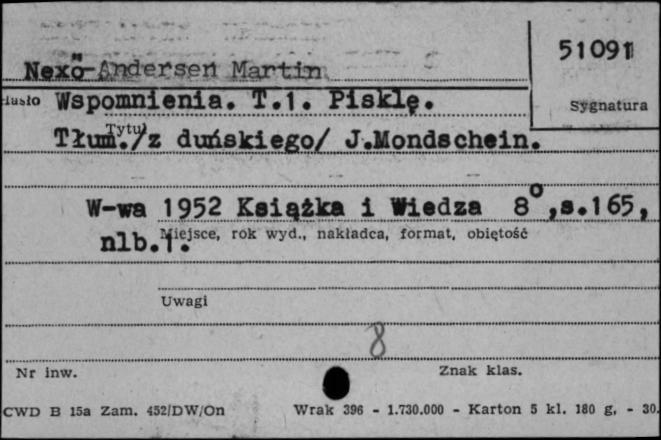 51091
Nexö-Andersen Martin
Sygnatura
Hasło Wspomnienia. T.1. Pisklę.
Tytuł
Tłum./z duńskiego/ J.Mondschein.
W-wa 1952 Książka i Wiedza 8°,s.165,
Miejsce, rok wyd., nakładca, format, objętość
nlb.1.
Uwagi
8
Nr inw.
Znak klas.
CWD B 15a Zam. 452/DW/On Wrak 396 - 1.730.000 - Karton 5 kl. 180 g, - 30.